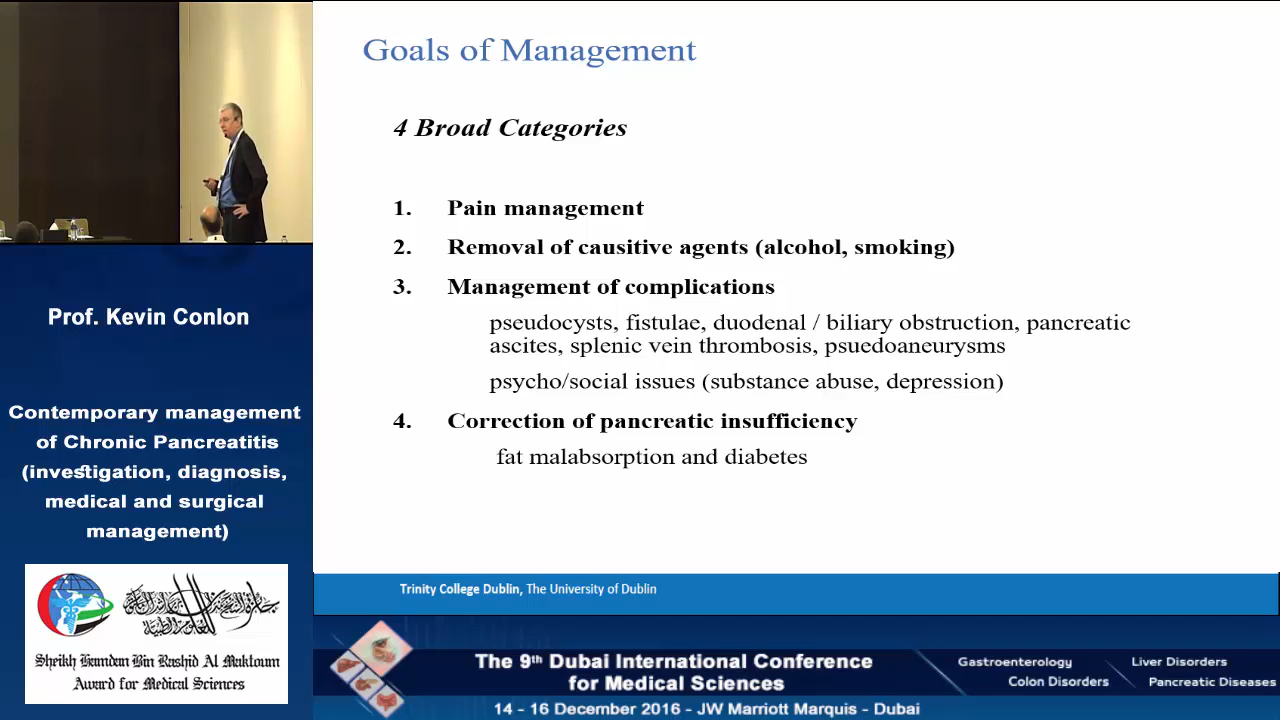 Goals of Management
4 Broad Categories
1. Pain management
2. Removal of causitive agents (alcohol, smoking)
3. Management of complications
pseudocysts, fistulae, duodenal / biliary obstruction, pancreatic
ascites, splenic vein thrombosis, psuedoaneurysms
psycho/social issues (substance abuse, depression)
4. Correction of pancreatic insufficiency
fat malabsorption and diabetes
Trinity College Dublin, The University of Dublin
Prof. Kevin Conlon
Contemporary management
of Chronic Pancreatitis
(investigation, diagnosis,
medical and surgical
management)
Sheikh Hamdan Bin Rashid Al Maktoum
Award for Medical Sciences
The 9th Dubai International Conference
for Medical Sciences
14 - 16 December 2016 - JW Marriott Marquis - Dubai
Gastroenterology
Liver Disorders
Colon Disorders
Pancreatic Diseases